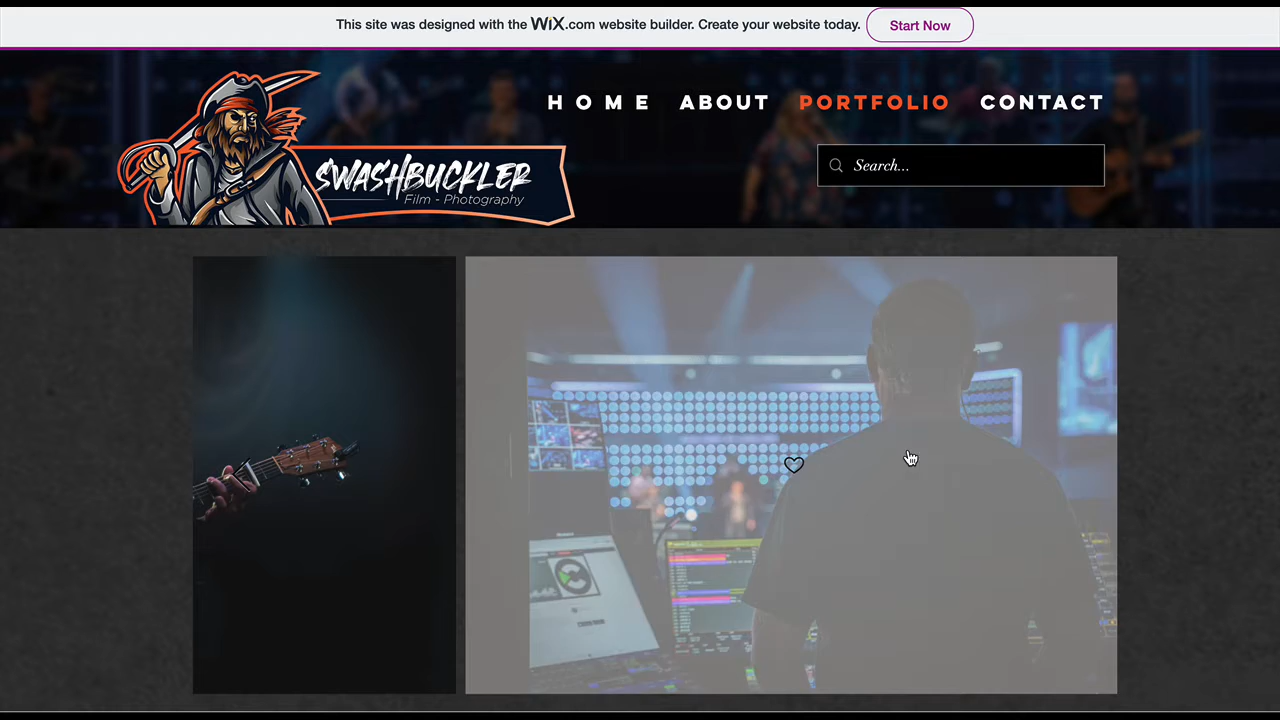 This site was designed with the WiX.com website builder. Create your website today. Start Now
HOME ABOUT PORTFOLIO CONTACT
Search...
SWASHBUCKLER
Film - Photography